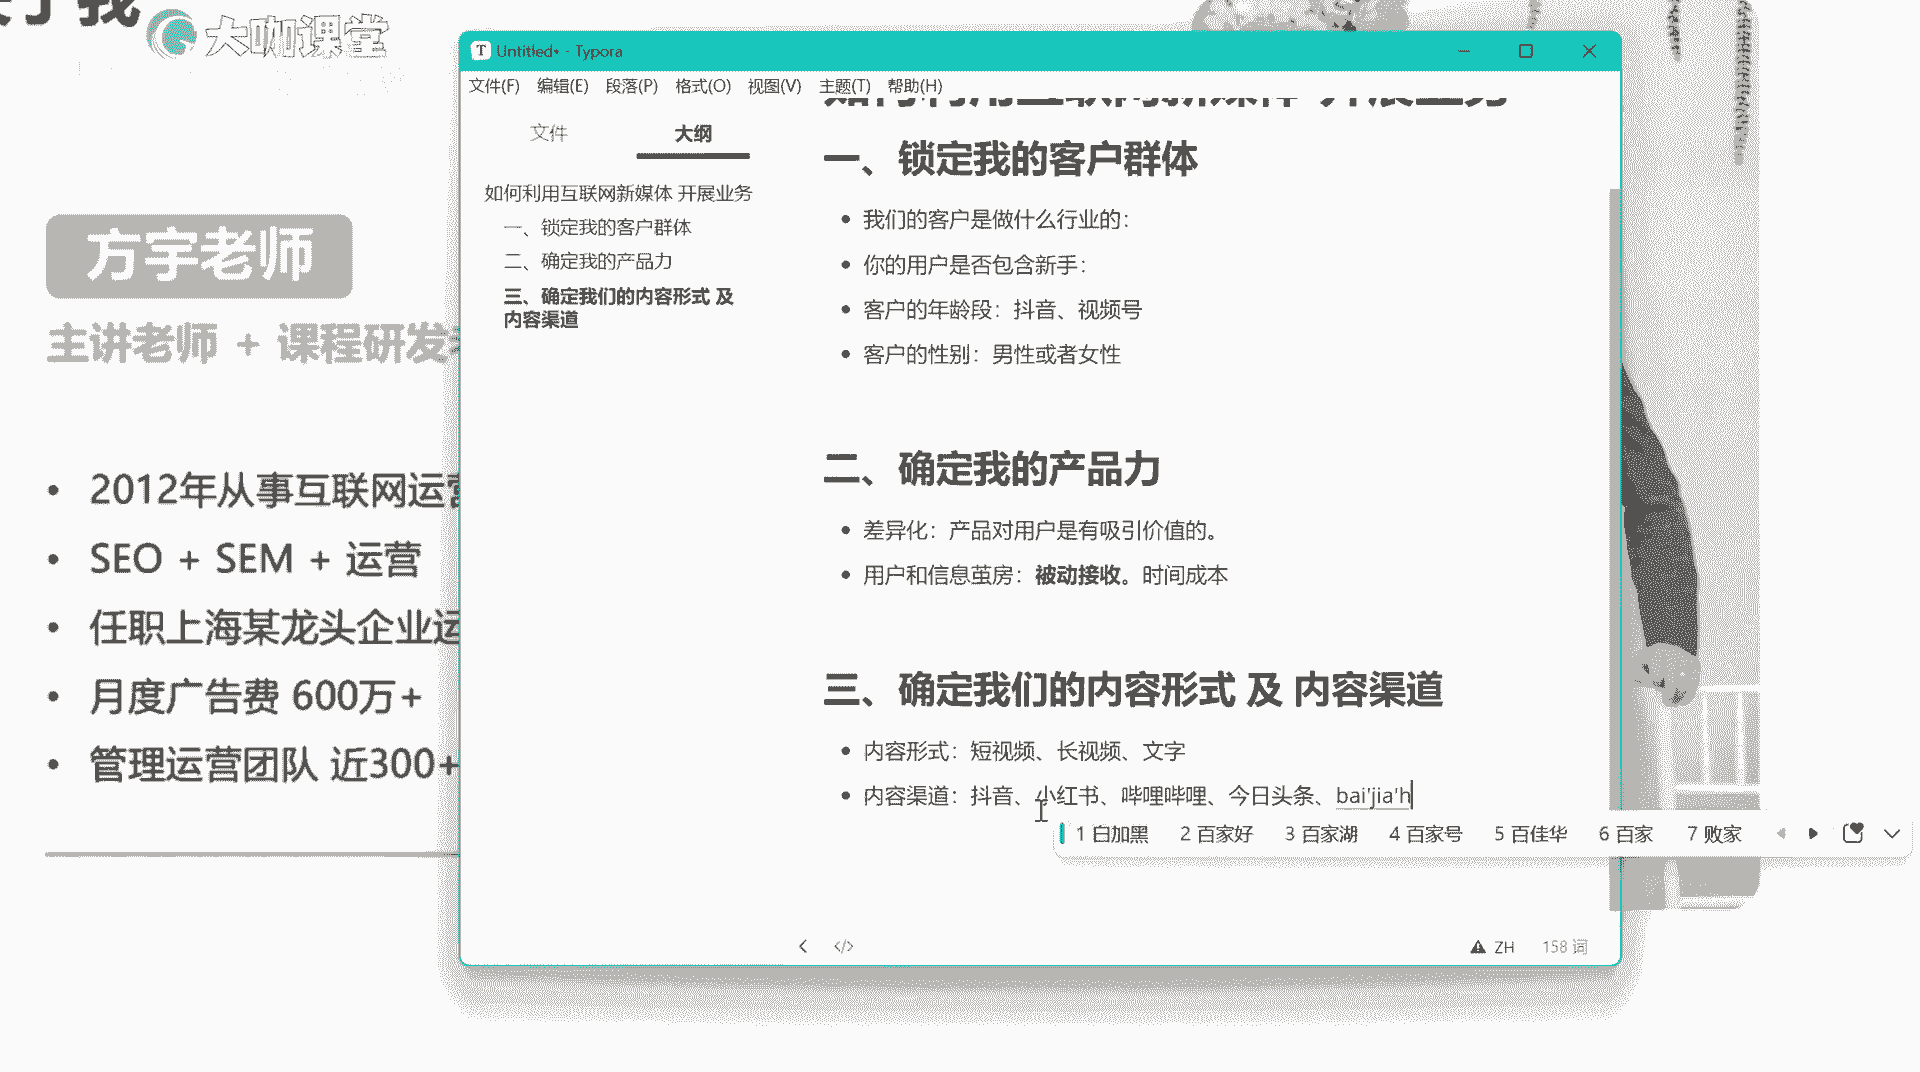 大咖课堂
方宇老师
主讲老师 + 课程研发
• 2012年从事互联网运营
• SEO + SEM + 运营
• 任职上海某龙头企业运
• 月度广告费 600万+
• 管理运营团队 近300+
Untitled• - Typora
文件(F) 编辑(E) 段落(P) 格式(O) 视图(V) 主题(T) 帮助(H)
文件 大纲
如何利用互联网新媒体 开展业务
一、锁定我的客户群体
二、确定我的产品力
三、确定我们的内容形式 及
内容渠道
如何利用互联网新媒体 开展业务
一、锁定我的客户群体
• 我们的客户是做什么行业的：
• 你的用户是否包含新手：
• 客户的年龄段：抖音、视频号
• 客户的性别：男性或者女性
二、确定我的产品力
• 差异化：产品对用户是有吸引价值的。
• 用户和信息茧房：被动接收。时间成本
三、确定我们的内容形式 及 内容渠道
• 内容形式：短视频、长视频、文字
• 内容渠道：抖音、小红书、哔哩哔哩、今日头条、bai'jia'h
1 白加黑 2 百家好 3 百家湖 4 百家号 5 百佳华 6 百家 7 败家
</> ZH 158 词